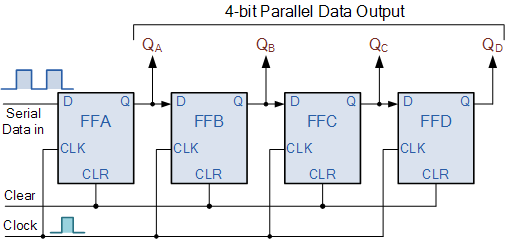 4-bit Parallel Data Output
QA QB QC QD
D Q D Q D Q D Q
Serial
Data in
FFA FFB FFC FFD
CLK CLK CLK CLK
CLR CLR CLR CLR
Clear
Clock